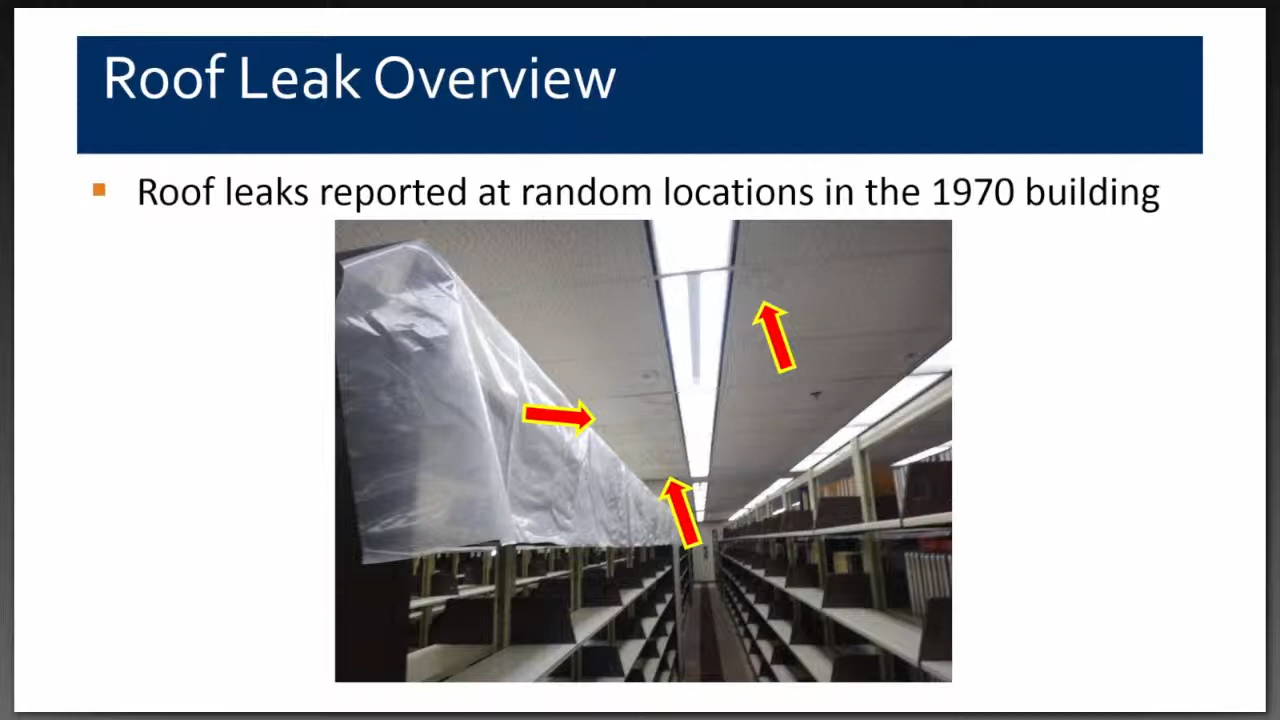 Roof Leak Overview
Roof leaks reported at random locations in the 1970 building